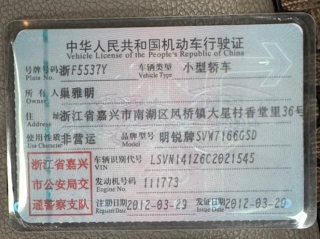 中华人民共和国机动车行驶证
Vehicle License of the People's Republic of China
号牌号码 浙F5537Y 车辆类型 小型轿车
Plate No. Vehicle Type
所有人 巢雅明
住址 浙江省嘉兴市南湖区凤桥镇大星村香堂里36号
使用性质 非营运 品牌型号 明锐牌SVW7166GSD
Use Character
浙江省嘉兴
市公安局交
通警察支队
车辆识别代号 LSVNI41Z6C2021545
VIN
发动机号码 111773
Engine No.
注册日期 2012-03-29 发证日期 2012-03-20
Register Date Issue Date